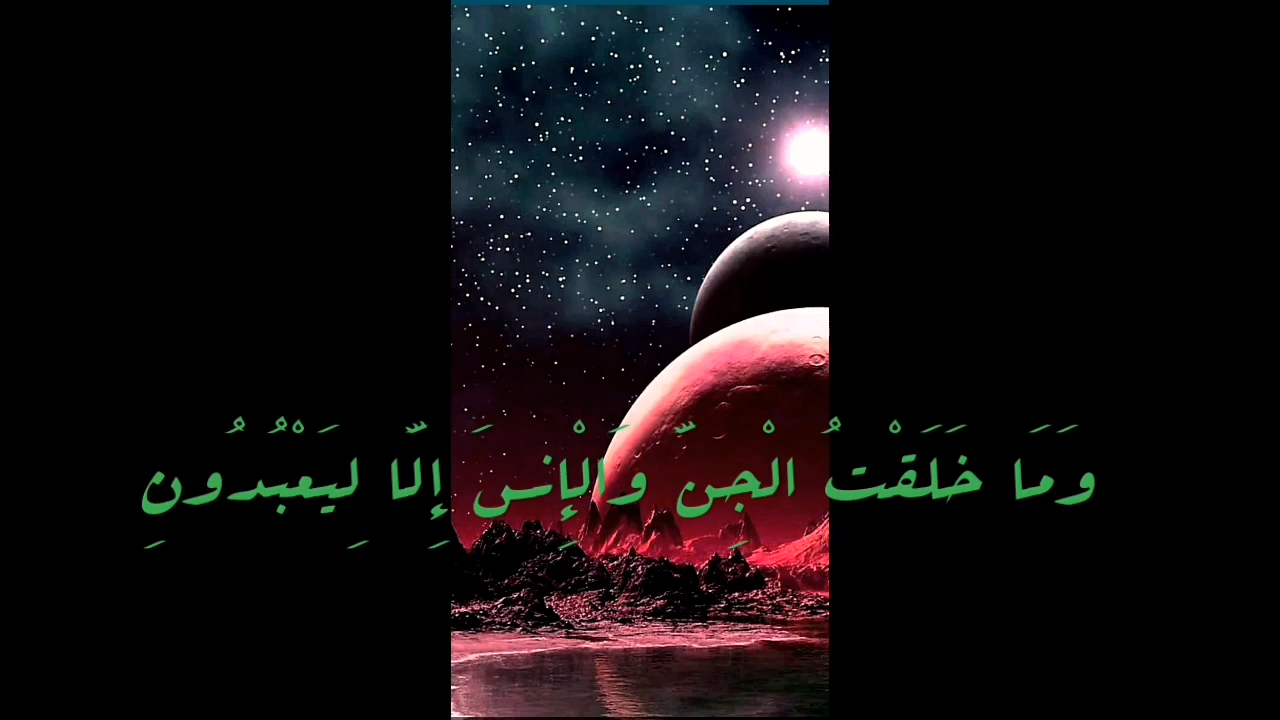 وَمَا خَلَقْتُ الْجِنَّ وَالْإِنسَ إِلَّا لِيَعْبُدُونِ